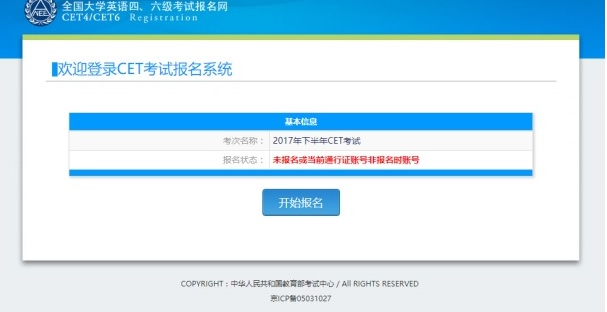 全国大学英语四、六级考试报名网
NEEA
CET4/CET6 Registration
欢迎登录CET考试报名系统
基本信息
考次名称： 2017年下半年CET考试
报名状态： 未报名或当前通行证账号非报名时账号
开始报名
COPYRIGHT：中华人民共和国教育部考试中心 / All RIGHTS RESERVED
京ICP备05031027